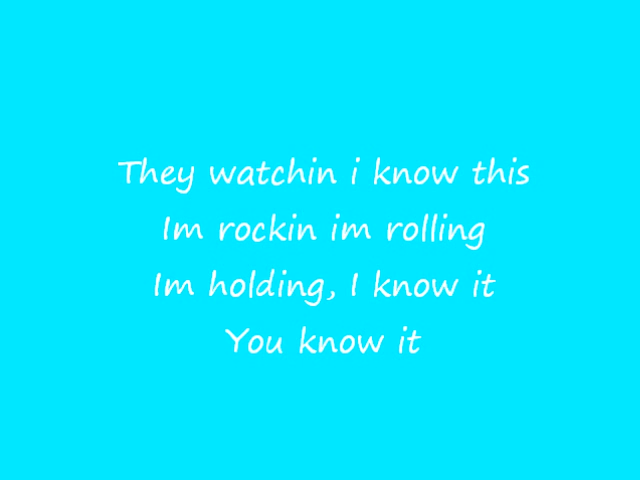 They watchin i know this
Im rockin im rolling
Im holding, I know it
You know it